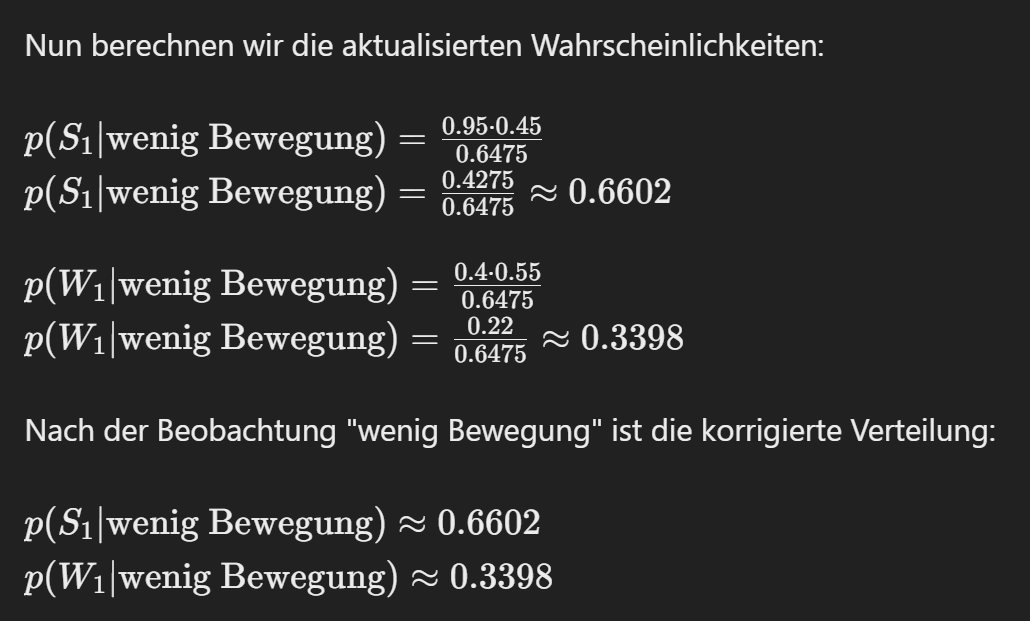 Nun berechnen wir die aktualisierten Wahrscheinlichkeiten:
p(S₁|wenig Bewegung) = 0.95·0.45/0.6475
p(S₁|wenig Bewegung) = 0.4275/0.6475 ≈ 0.6602
p(W₁|wenig Bewegung) = 0.4·0.55/0.6475
p(W₁|wenig Bewegung) = 0.22/0.6475 ≈ 0.3398
Nach der Beobachtung "wenig Bewegung" ist die korrigierte Verteilung:
p(S₁|wenig Bewegung) ≈ 0.6602
p(W₁|wenig Bewegung) ≈ 0.3398